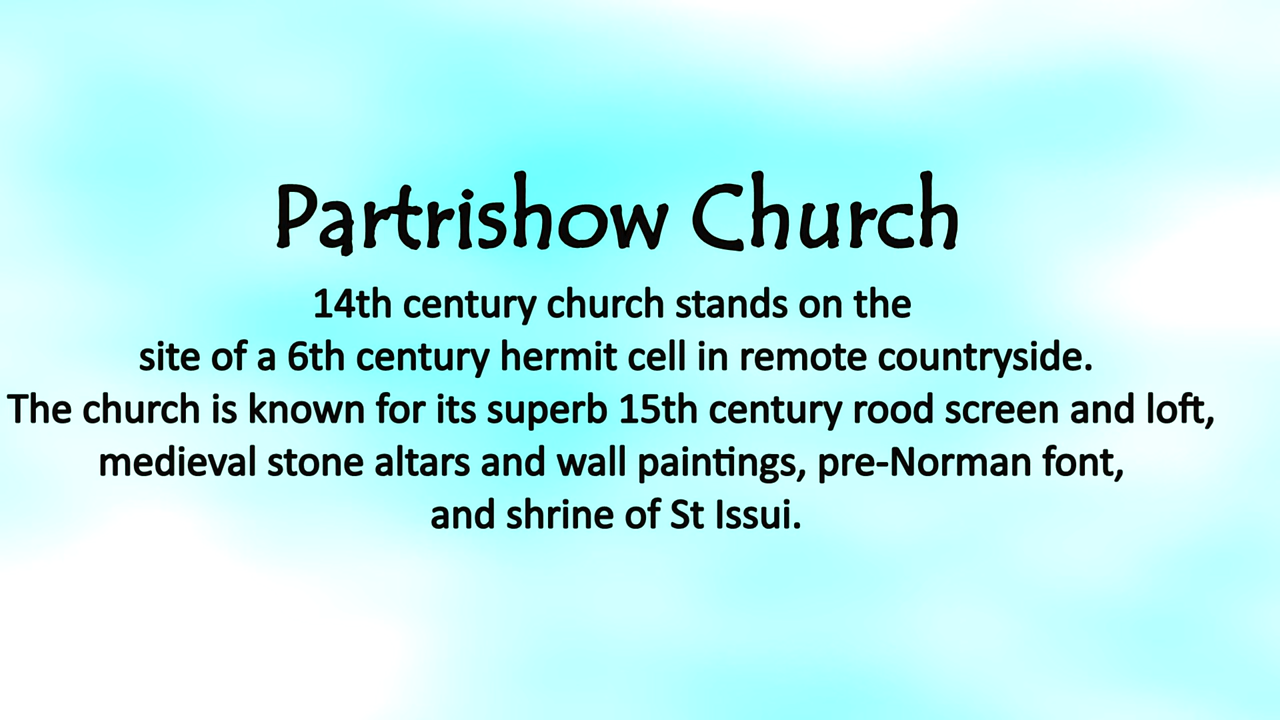 Partrishow Church
14th century church stands on the
site of a 6th century hermit cell in remote countryside.
The church is known for its superb 15th century rood screen and loft,
medieval stone altars and wall paintings, pre-Norman font,
and shrine of St Issui.